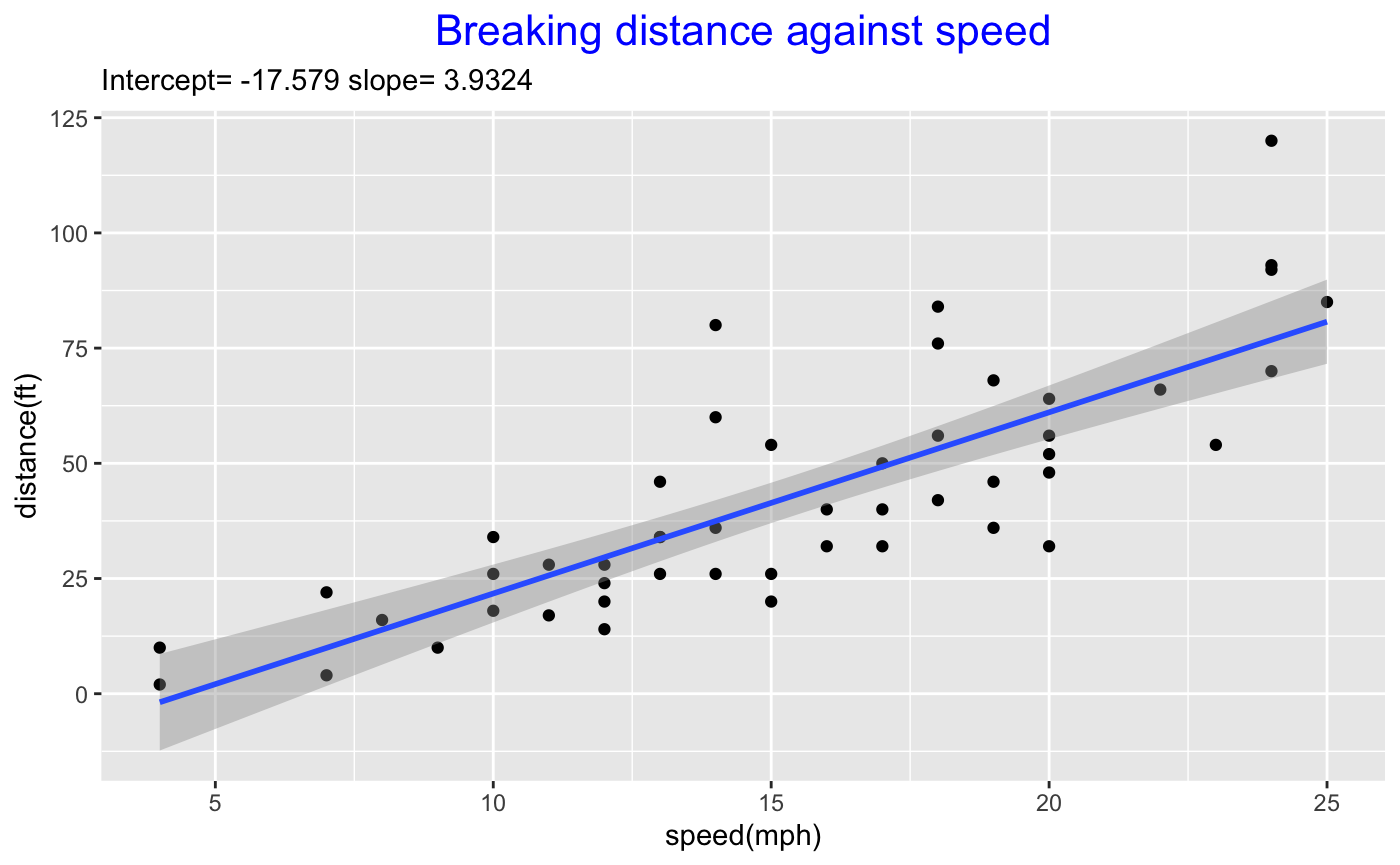 Breaking distance against speed
Intercept= -17.579 slope= 3.9324
125
100
75
50
25
0
distance(ft)
5 10 15 20 25
speed(mph)